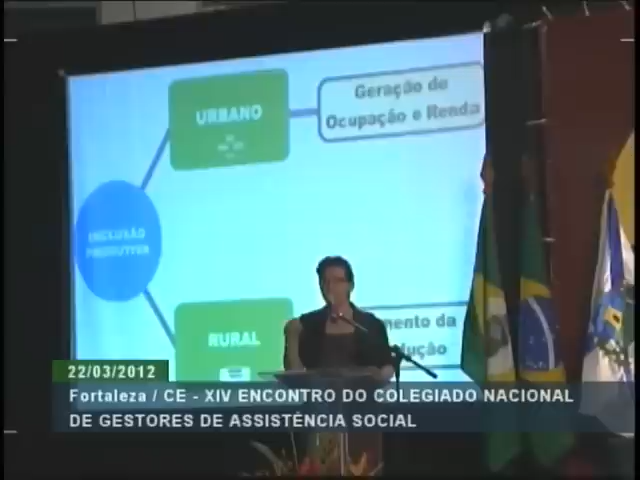 URBANO
Geração de
Ocupação e Renda
INCLUSÃO
PRODUTIVA
RURAL
mento da
dução
22/03/2012
Fortaleza / CE - XIV ENCONTRO DO COLEGIADO NACIONAL
DE GESTORES DE ASSISTÊNCIA SOCIAL